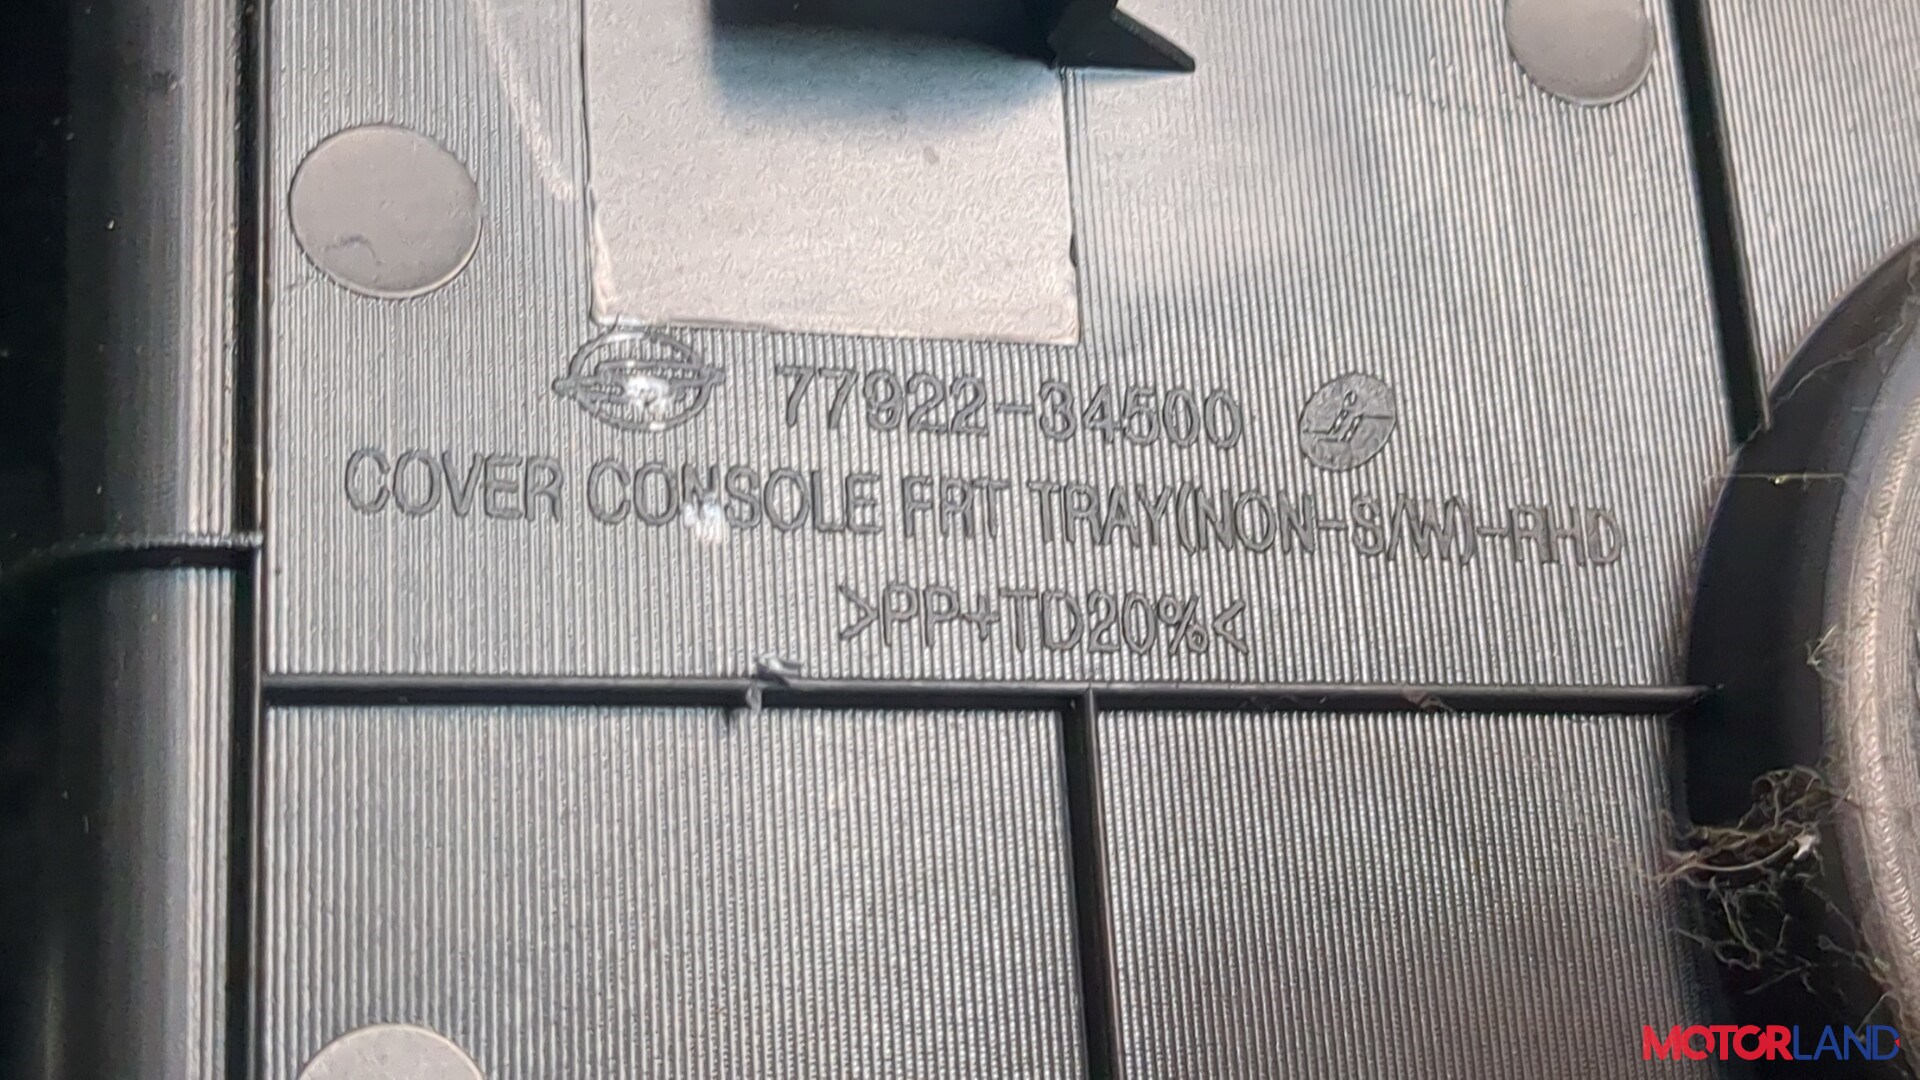 77922-34500
COVER CONSOLE FRT TRAY(NON-S/W)-RHD
>PP+TD20%<
MOTORLAND